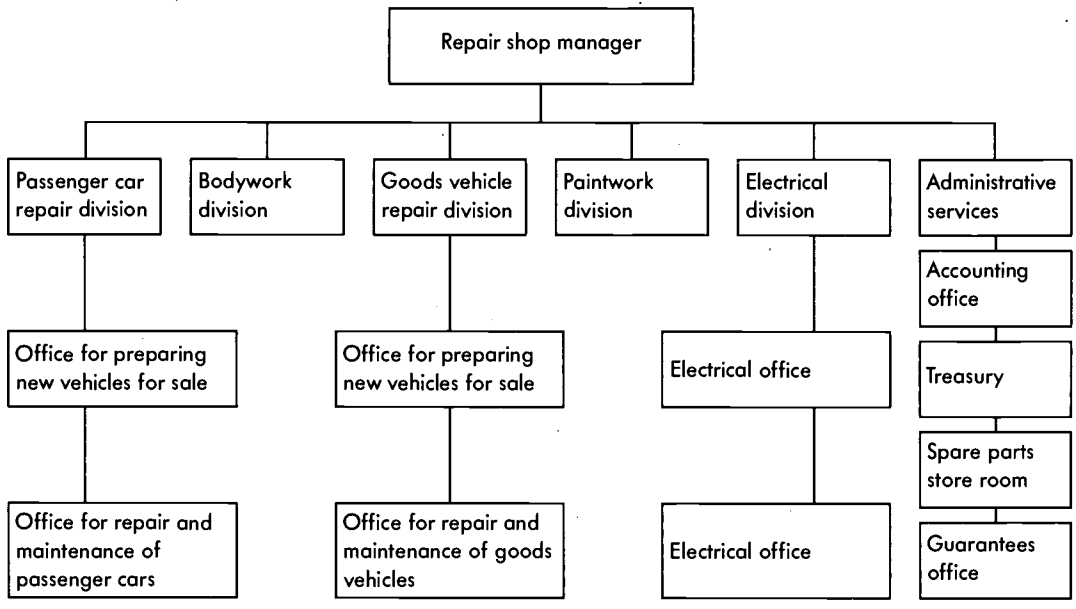 Repair shop manager
Passenger car
repair division
Bodywork
division
Goods vehicle
repair division
Paintwork
division
Electrical
division
Administrative
services
Accounting
office
Office for preparing
new vehicles for sale
Office for preparing
new vehicles for sale
Electrical office
Treasury
Spare parts
store room
Office for repair and
maintenance of
passenger cars
Office for repair and
maintenance of goods
vehicles
Electrical office
Guarantees
office